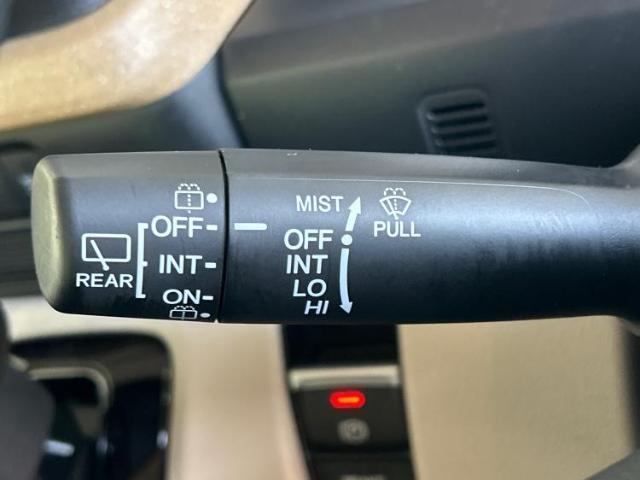 OFF
INT
ON
REAR
MIST
OFF
INT
LO
HI
PULL